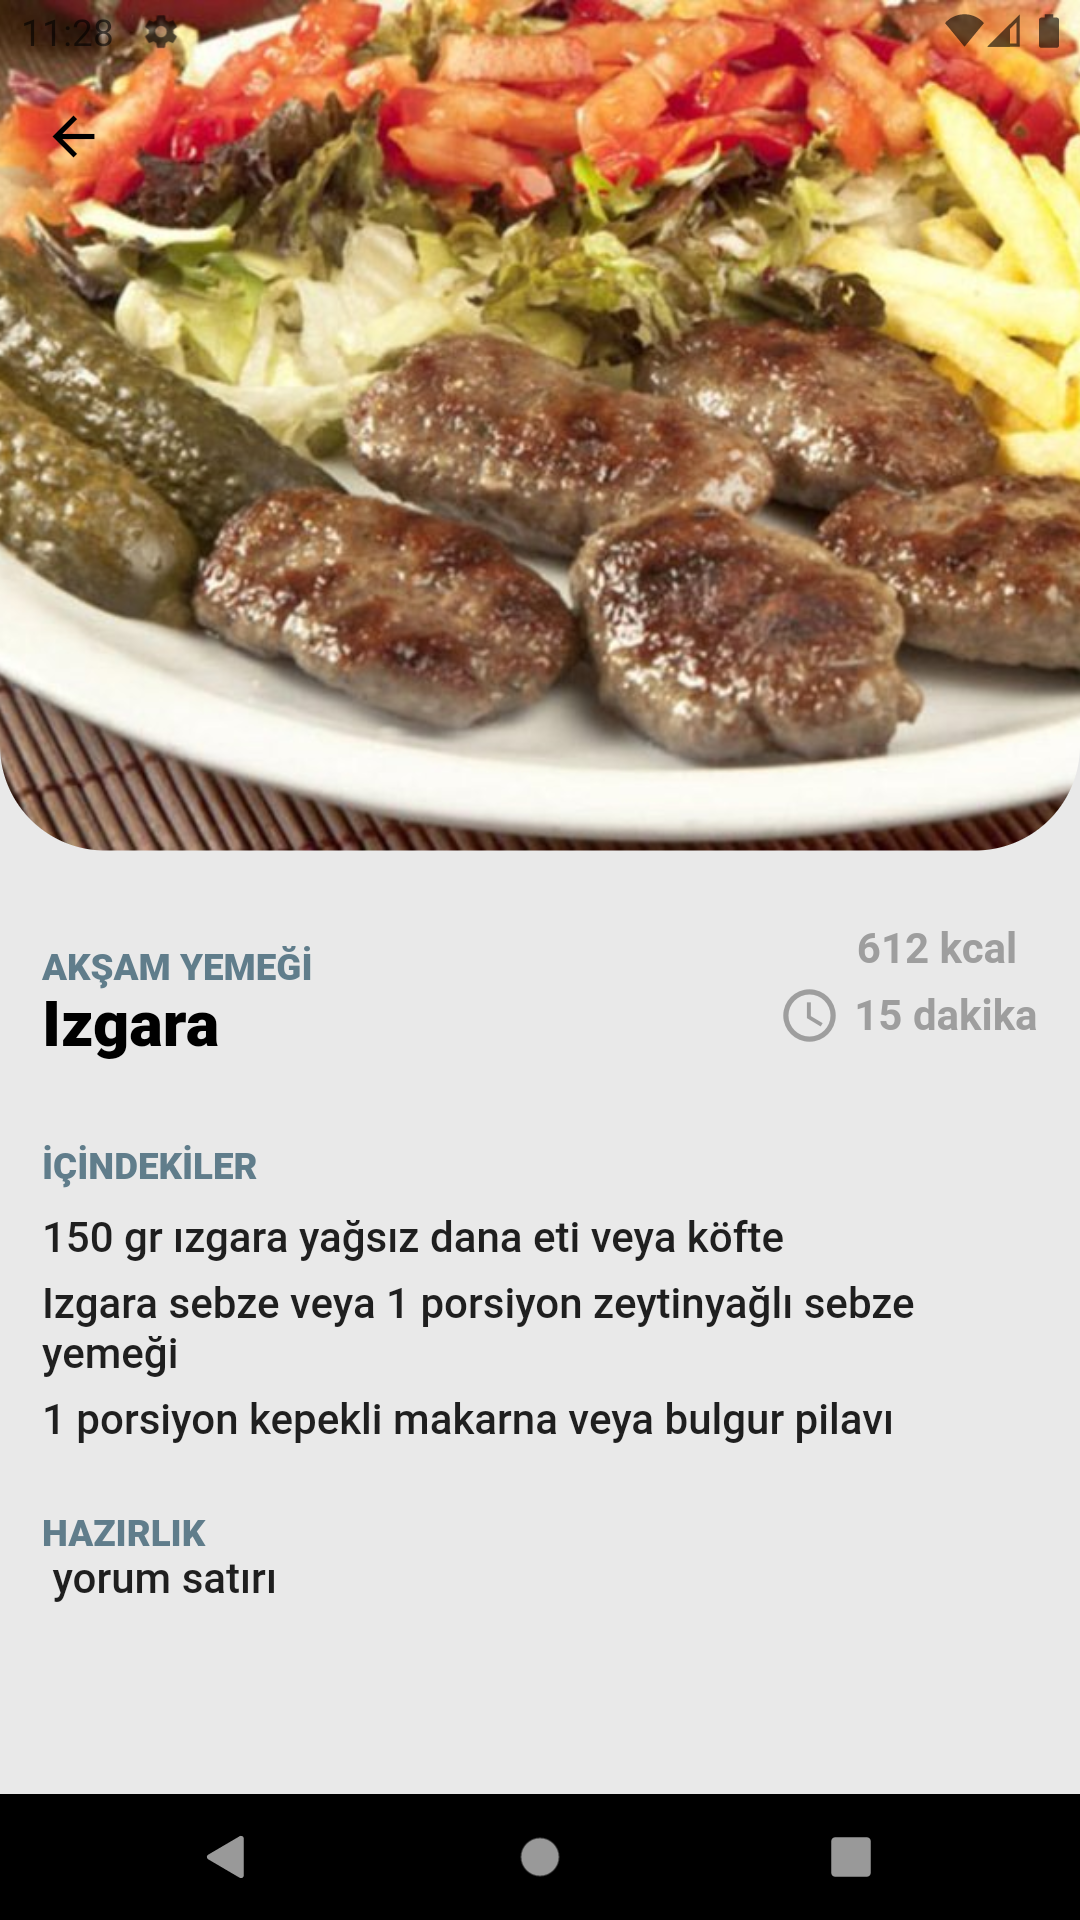 11:28
AKŞAM YEMEĞİ
Izgara
612 kcal
15 dakika
İÇİNDEKİLER
150 gr ızgara yağsız dana eti veya köfte
Izgara sebze veya 1 porsiyon zeytinyağlı sebze
yemeği
1 porsiyon kepekli makarna veya bulgur pilavı
HAZIRLIK
yorum satırı